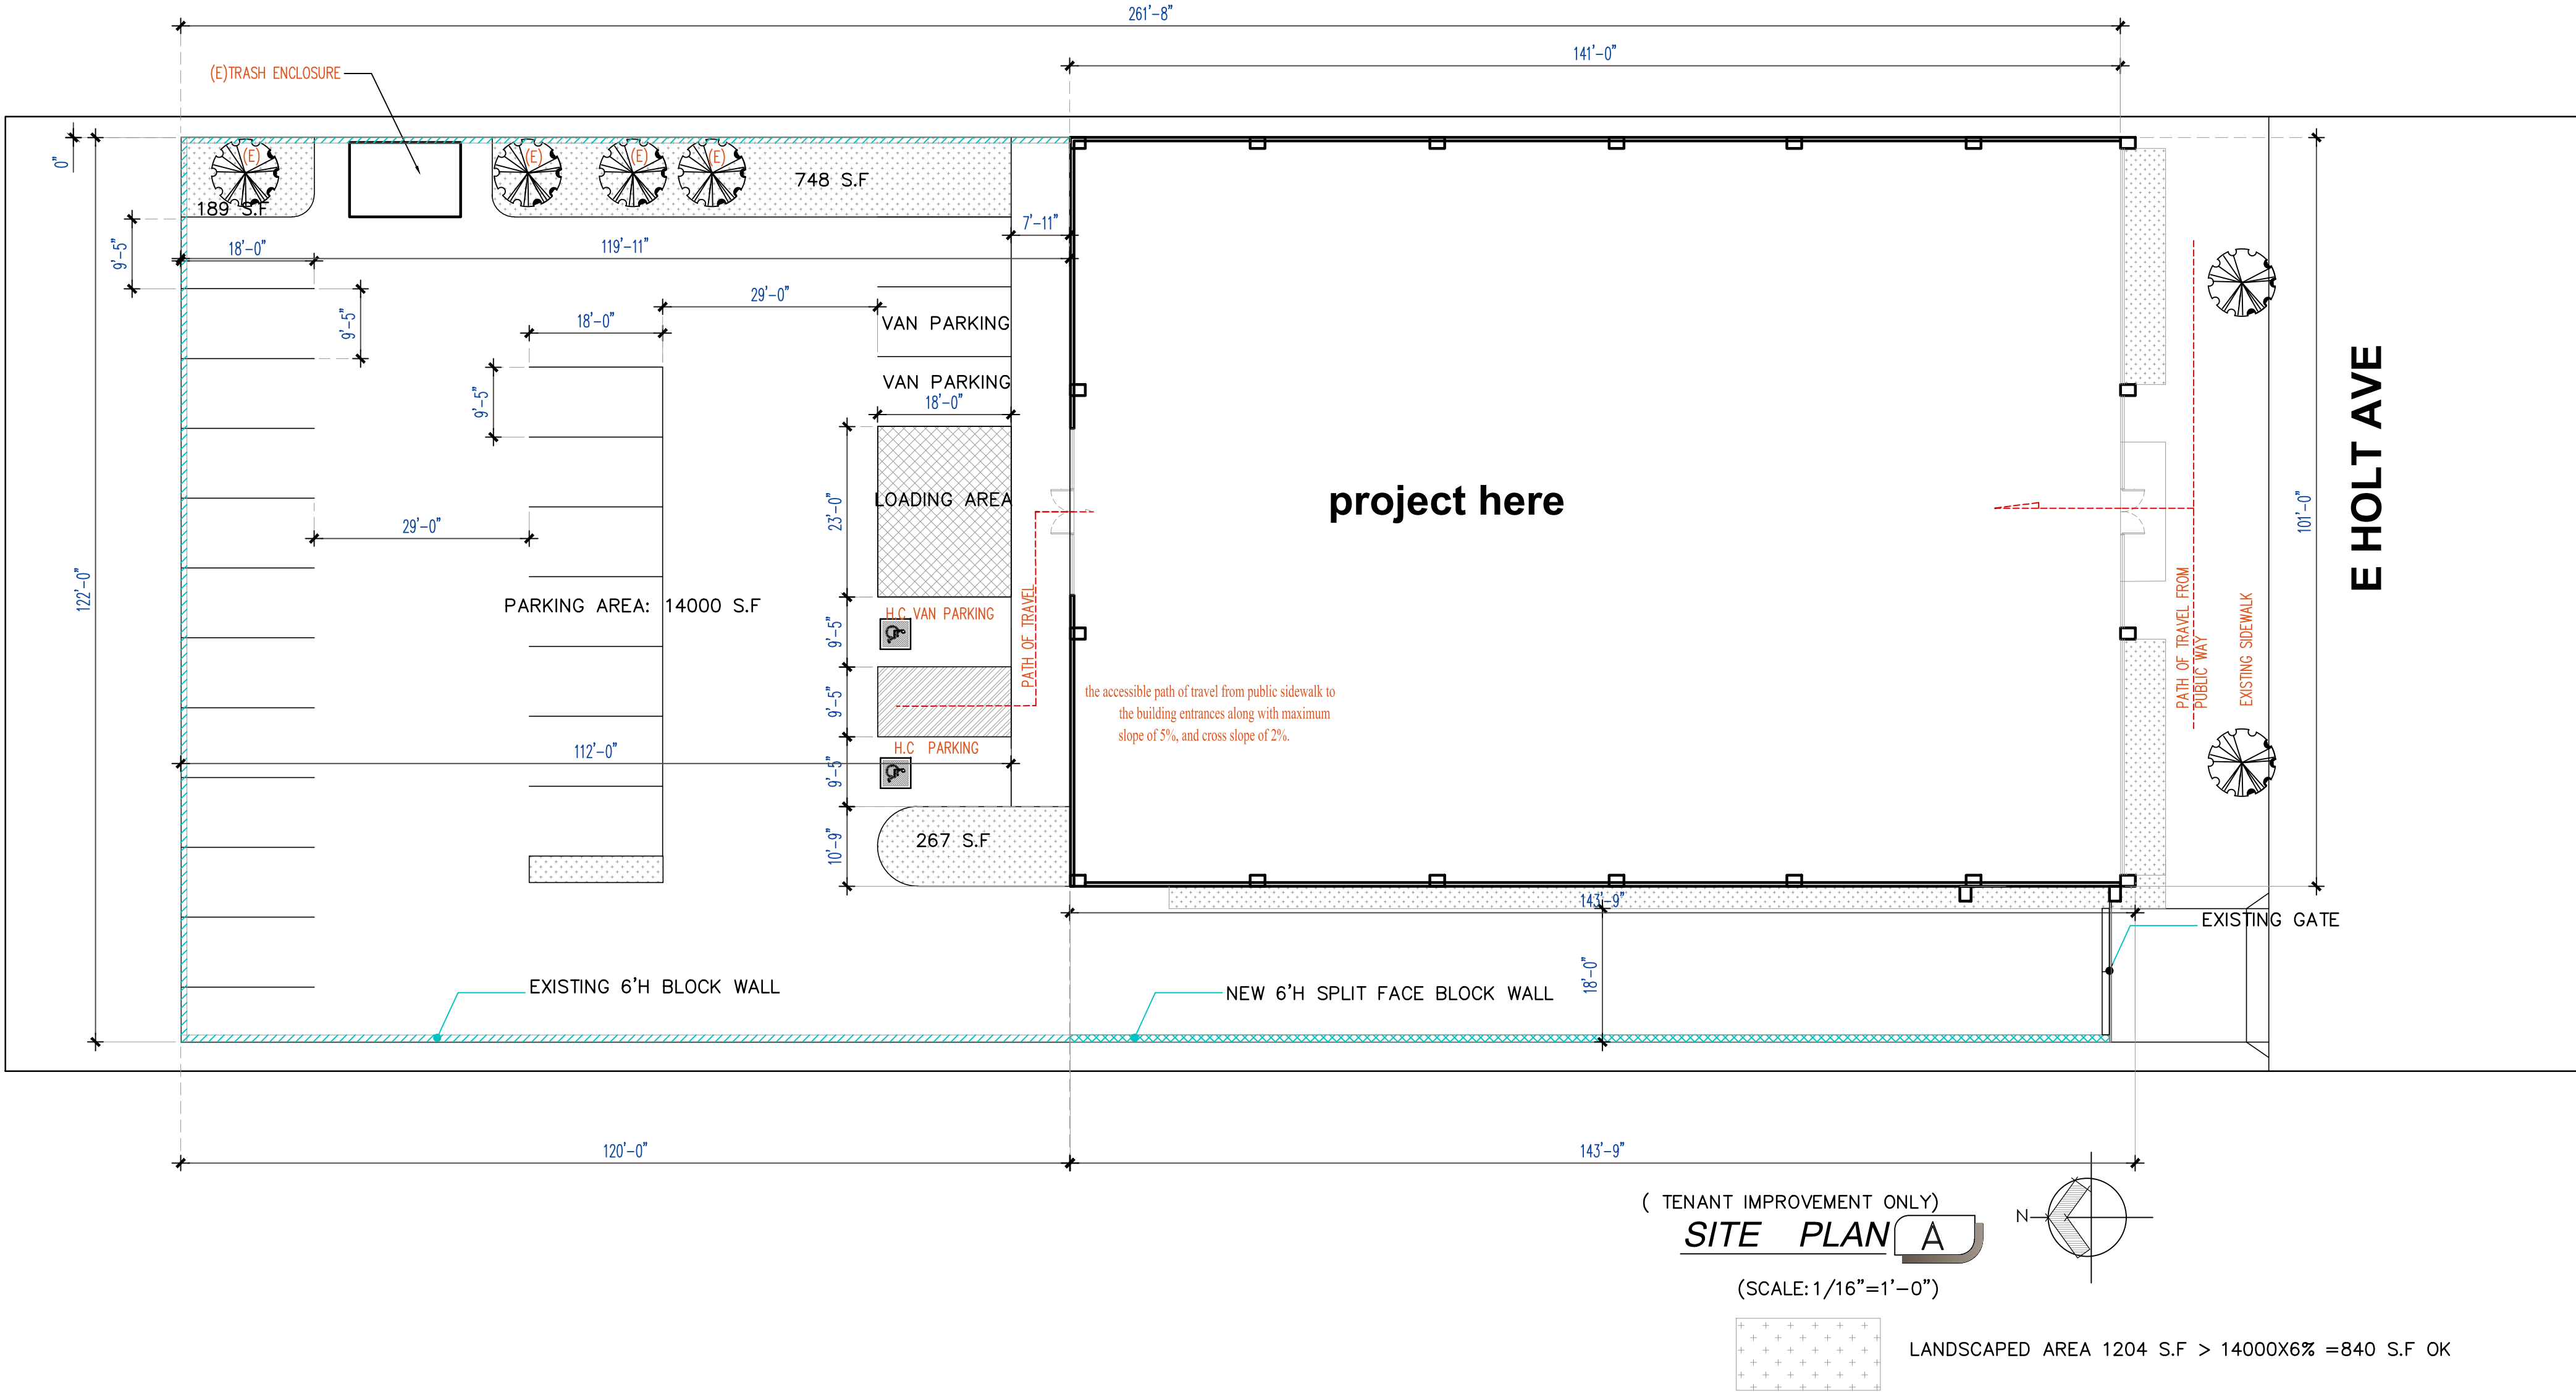 261'-8"
141'-0"
(E)TRASH ENCLOSURE
0"
(E)
(E)
(E)
(E)
748 S.F
189 S.F
7'-11"
9'-5"
18'-0"
119'-11"
29'-0"
9'-5"
18'-0"
VAN PARKING
VAN PARKING
9'-5"
18'-0"
E HOLT AVE
project here
LOADING AREA
23'-0"
29'-0"
101'-0"
122'-0"
PARKING AREA: 14000 S.F
H.C VAN PARKING
9'-5"
PATH OF TRAVEL
PATH OF TRAVEL FROM
PUBLIC WAY
EXISTING SIDEWALK
9'-5"
the accessible path of travel from public sidewalk to
the building entrances along with maximum
slope of 5%, and cross slope of 2%.
112'-0"
H.C PARKING
9'-5"
267 S.F
10'-9"
143'-9"
EXISTING GATE
18'-0"
EXISTING 6'H BLOCK WALL
NEW 6'H SPLIT FACE BLOCK WALL
120'-0"
143'-9"
( TENANT IMPROVEMENT ONLY)
SITE PLAN A
N
(SCALE:1/16"=1'-0")
LANDSCAPED AREA 1204 S.F > 14000X6% =840 S.F OK